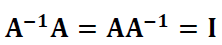 A⁻¹A = AA⁻¹ = I